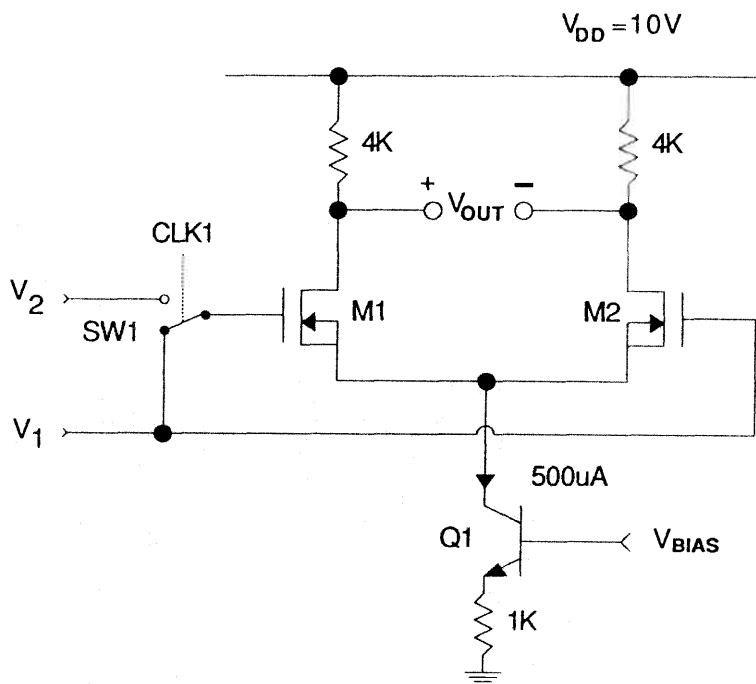 V_DD = 10V
4K
4K
+ V_OUT −
CLK1
V_2
SW1
M1
M2
V_1
500uA
Q1
V_BIAS
1K